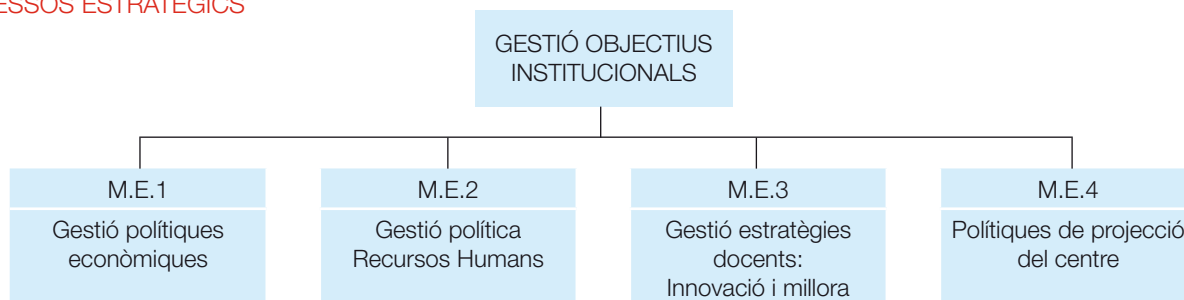 ESTRATÈGICS
GESTIÓ OBJECTIUS
INSTITUCIONALS
M.E.1
M.E.2
M.E.3
M.E.4
Gestió polítiques
econòmiques
Gestió política
Recursos Humans
Gestió estratègies
docents:
Innovació i millora
Polítiques de projecció
del centre